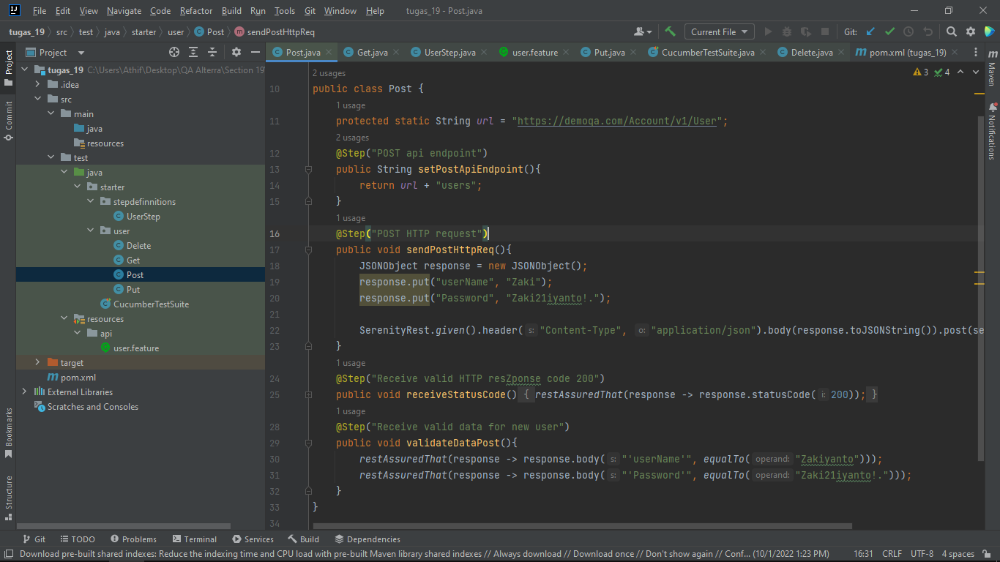 File Edit View Navigate Code Refactor Build Run Tools Git Window Help tugas_19 - Post.java
tugas_19 src test java starter user Post sendPostHttpReq Current File Git:
Project
Post.java Get.java UserStep.java user.feature Put.java CucumberTestSuite.java Delete.java pom.xml (tugas_19)
Project
Commit
Bookmarks
Structure
Maven
Notifications
tugas_19 C:\Users\Athif\Desktop\QA Alterra\Section 19\
.idea
src
main
java
resources
test
java
starter
stepdefinnitions
UserStep
user
Delete
Get
Post
Put
CucumberTestSuite
resources
api
user.feature
target
pom.xml
External Libraries
Scratches and Consoles
3 4
2 usages
10 public class Post {
1 usage
11 protected static String url = "https://demoqa.com/Account/v1/User";
2 usages
12 @Step("POST api endpoint")
13 public String setPostApiEndpoint(){
14 return url + "users";
15 }
1 usage
16 @Step("POST HTTP request")
17 public void sendPostHttpReq(){
18 JSONObject response = new JSONObject();
19 response.put("userName", "Zaki");
20 response.put("Password", "Zaki21iyanto!.");
21
22 SerenityRest.given().header( s: "Content-Type", o: "application/json").body(response.toJSONString()).post(se
23 }
1 usage
24 @Step("Receive valid HTTP resZponse code 200")
25 public void receiveStatusCode() { restAssuredThat(response -> response.statusCode( i: 200)); }
1 usage
28 @Step("Receive valid data for new user")
29 public void validateDataPost(){
30 restAssuredThat(response -> response.body( s: "'userName'", equalTo( operand: "Zakiyanto")));
31 restAssuredThat(response -> response.body( s: "'Password'", equalTo( operand: "Zaki21iyanto!.")));
32 }
33 }
34
Git TODO Problems Terminal Services Build Dependencies
Download pre-built shared indexes: Reduce the indexing time and CPU load with pre-built Maven library shared indexes // Always download // Download once // Don't show again // Conf... (10/1/2022 1:23 PM) 16:31 CRLF UTF-8 4 spaces